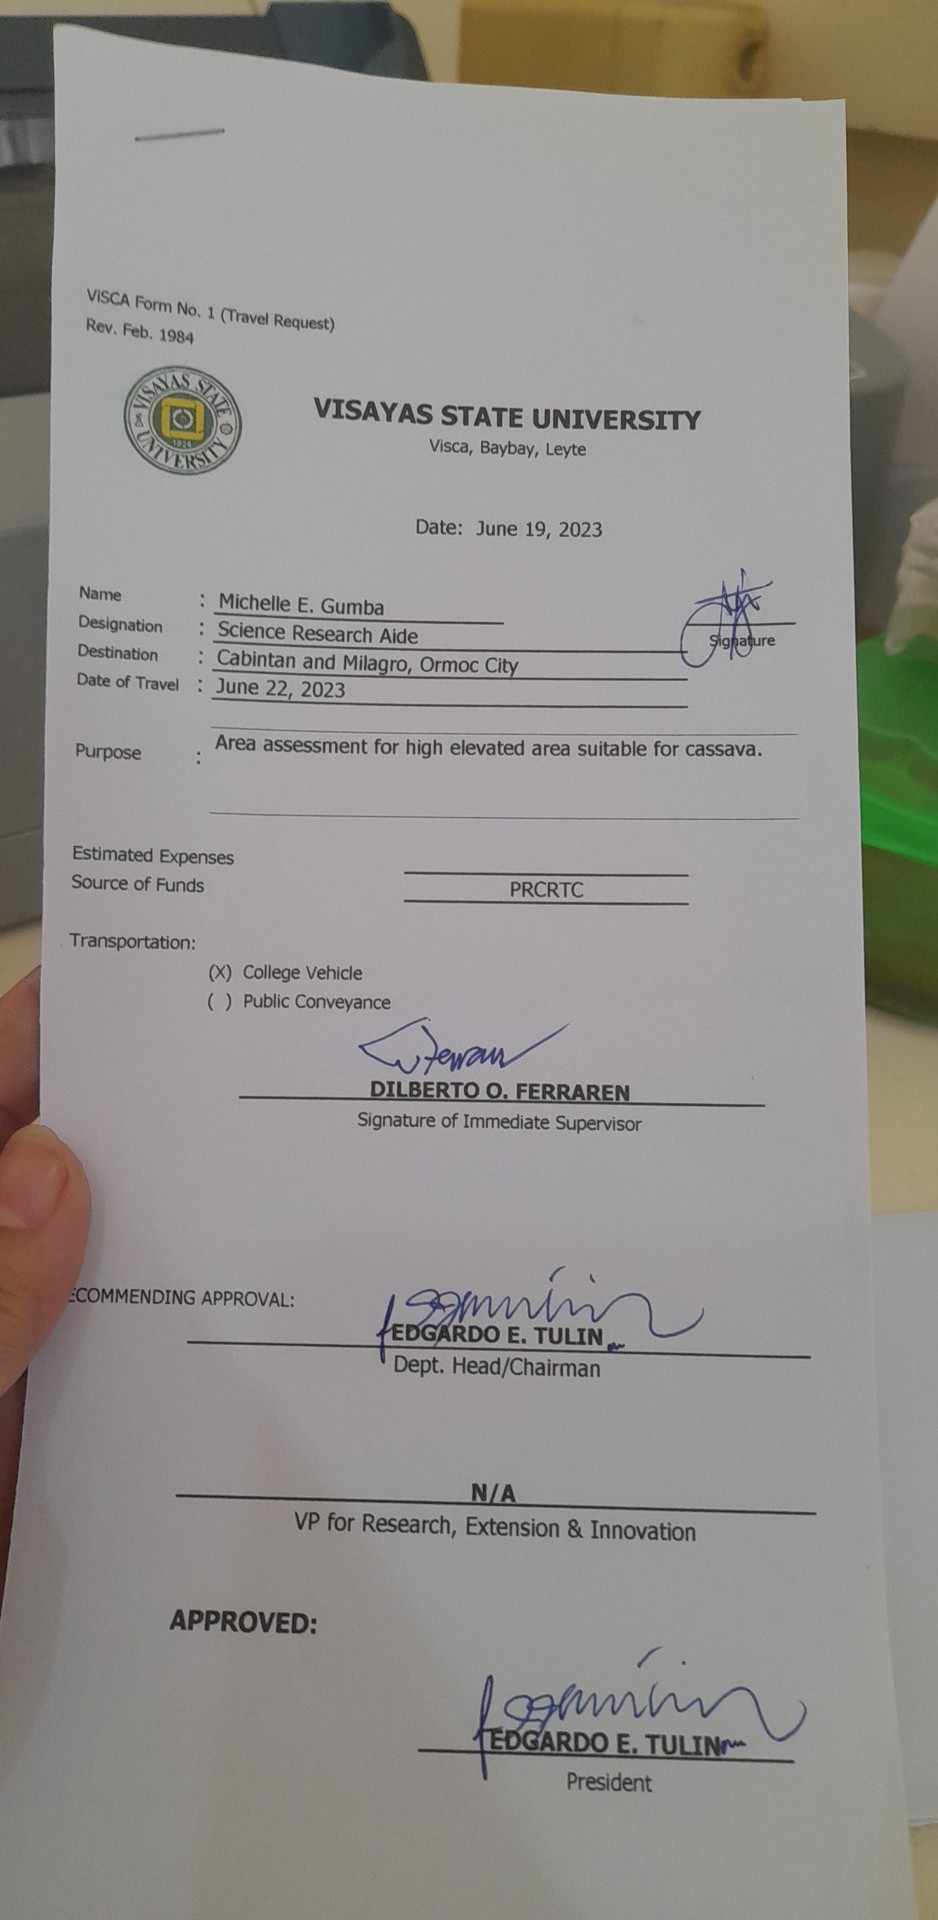 ViSCA Form No. 1 (Travel Request)
Rev. Feb. 1984
VISAYAS STATE UNIVERSITY
1924
VISAYAS STATE UNIVERSITY
Visca, Baybay, Leyte
Date: June 19, 2023
Name : Michelle E. Gumba
Designation : Science Research Aide
Signature
Destination : Cabintan and Milagro, Ormoc City
Date of Travel : June 22, 2023
Purpose : Area assessment for high elevated area suitable for cassava.
Estimated Expenses
Source of Funds PRCRTC
Transportation:
(X) College Vehicle
( ) Public Conveyance
DILBERTO O. FERRAREN
Signature of Immediate Supervisor
ECOMMENDING APPROVAL:
EDGARDO E. TULIN
Dept. Head/Chairman
N/A
VP for Research, Extension & Innovation
APPROVED:
EDGARDO E. TULIN
President